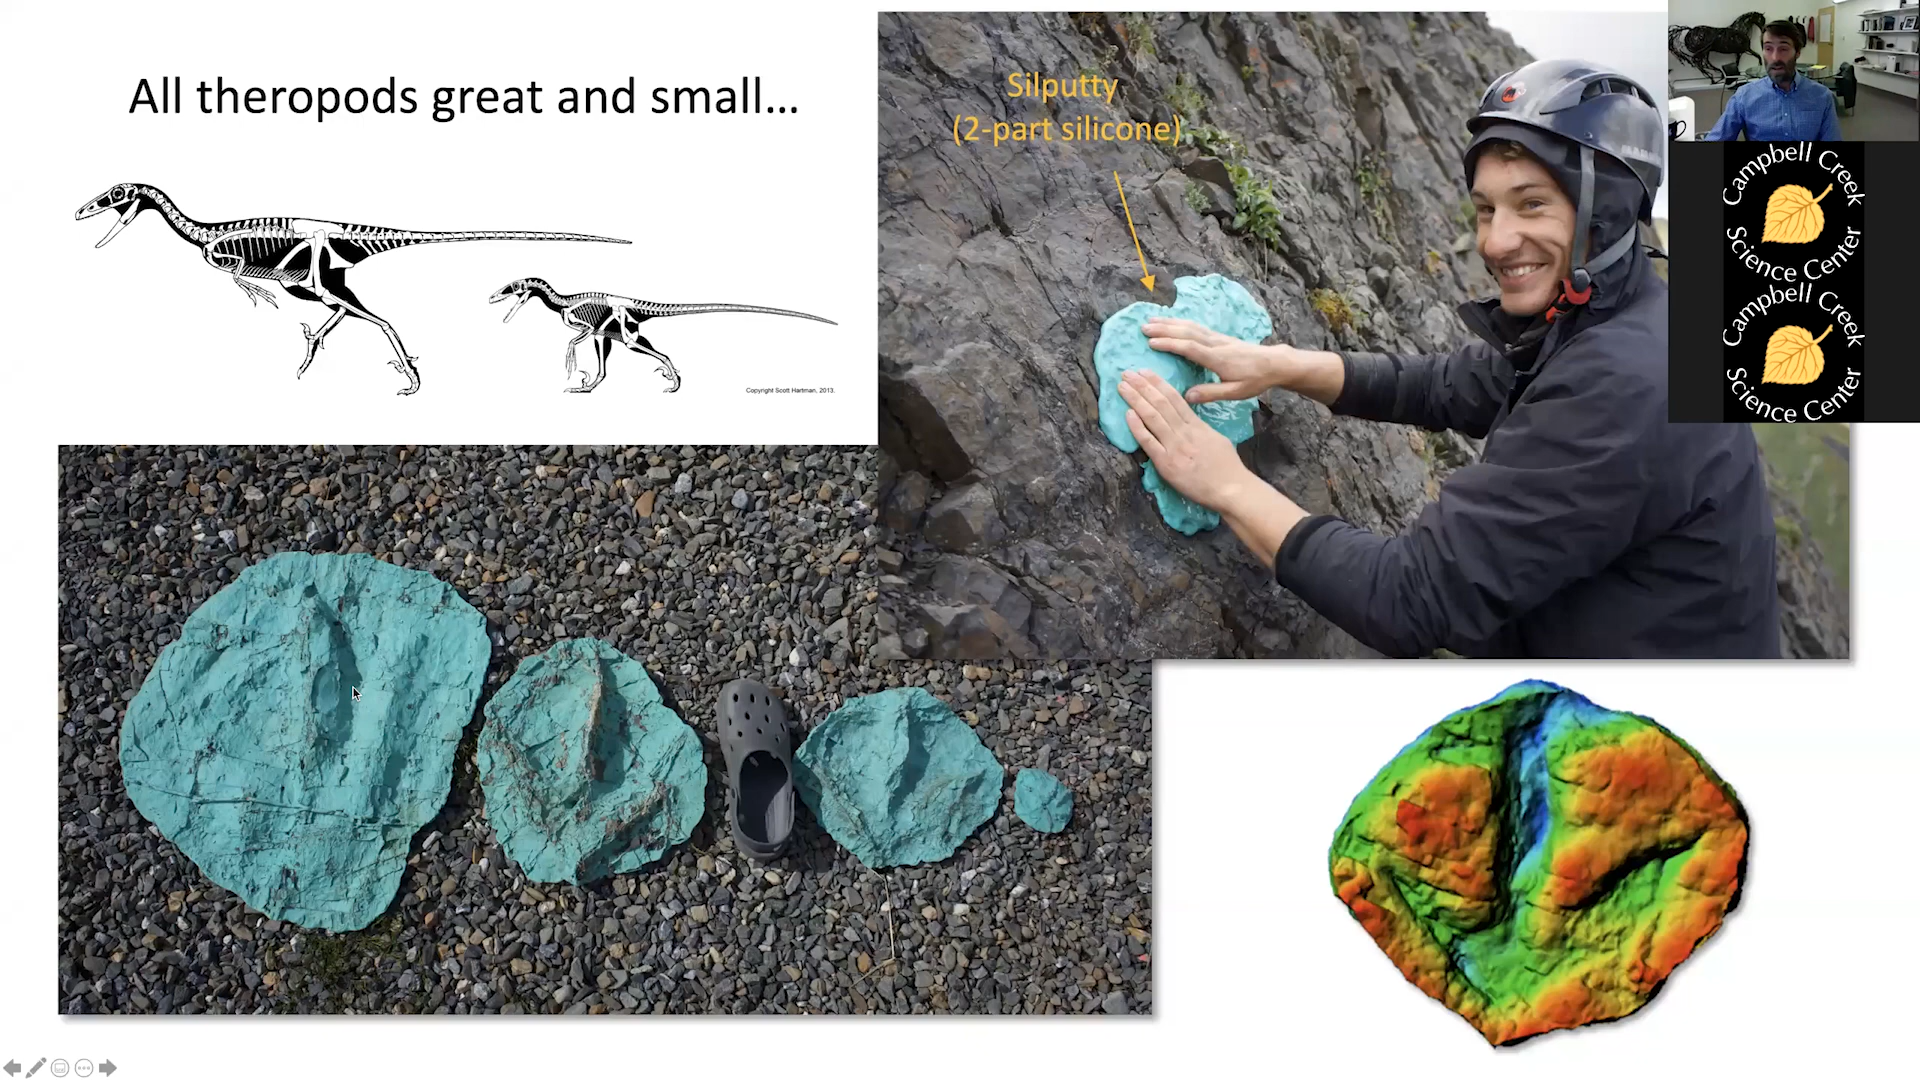 All theropods great and small...
Silputty
(2-part silicone)
Copyright Scott Hartman, 2013.
Campbell Creek
Science Center
Campbell Creek
Science Center